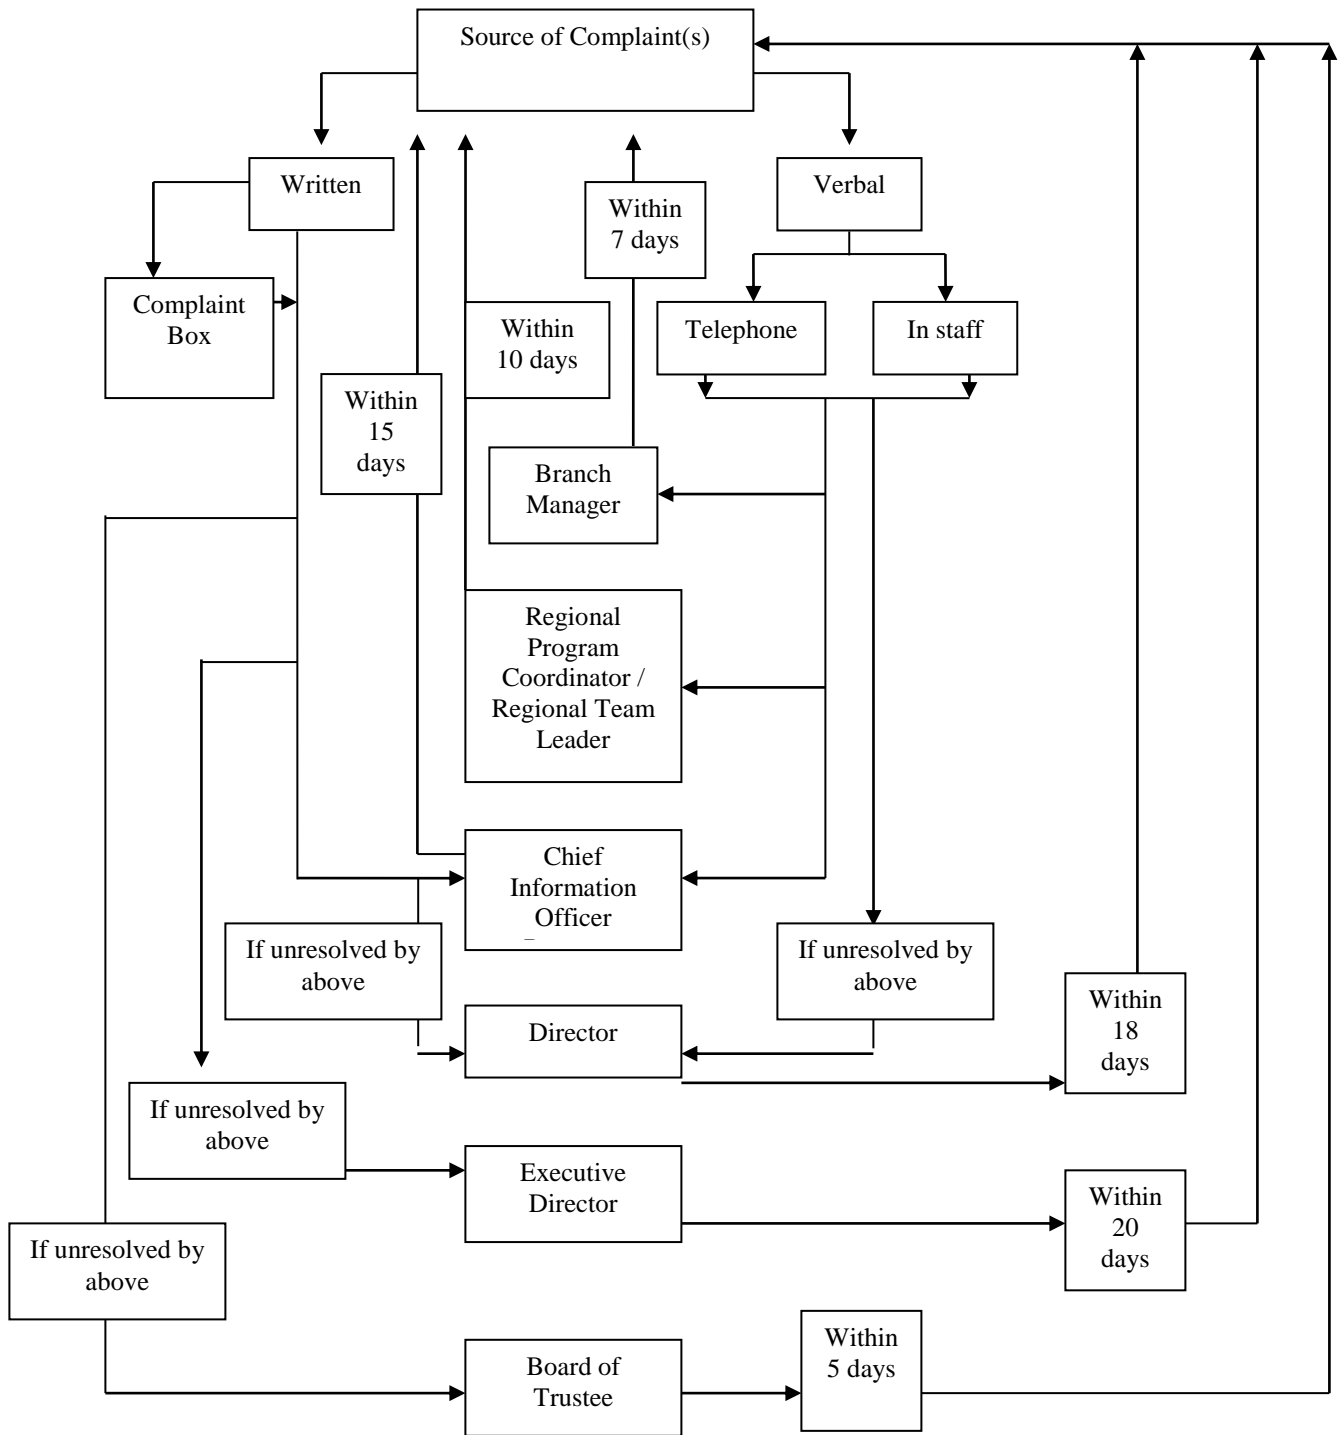 Source of Complaint(s)
Written
Verbal
Within
7 days
Complaint
Box
Within
10 days
Telephone
In staff
Within
15
days
Branch
Manager
Regional
Program
Coordinator /
Regional Team
Leader
Chief
Information
Officer
If unresolved by
above
If unresolved by
above
Director
Within
18
days
If unresolved by
above
Executive
Director
Within
20
days
If unresolved by
above
Within
5 days
Board of
Trustee